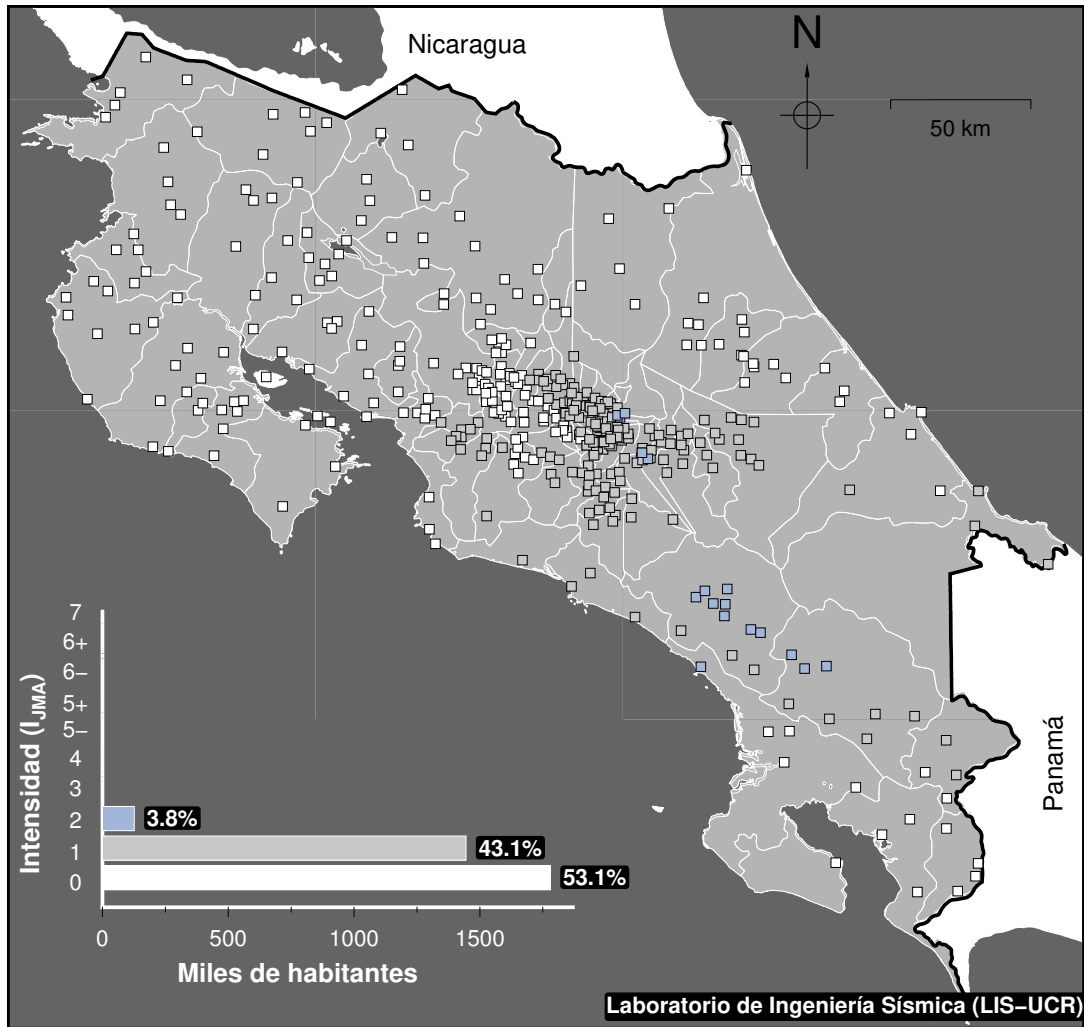 Nicaragua
N
50 km
Panamá
Intensidad (I_JMA)
7
6+
6−
5+
5−
4
3
2
3.8%
1
43.1%
0
53.1%
0 500 1000 1500
Miles de habitantes
Laboratorio de Ingeniería Sísmica (LIS−UCR)